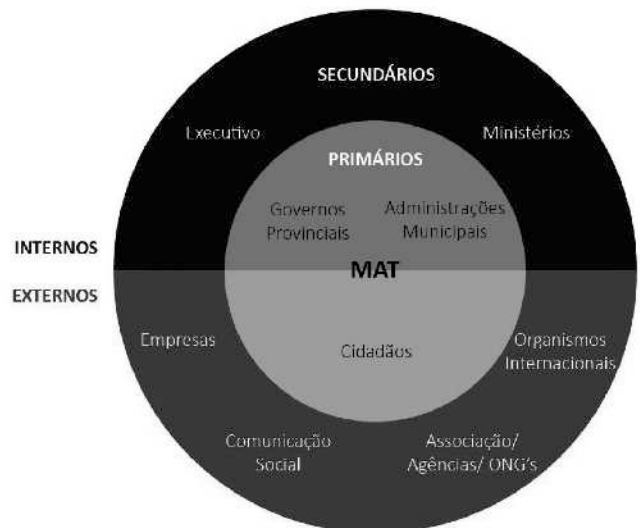 SECUNDÁRIOS
Executivo
Ministérios
PRIMÁRIOS
Governos
Provinciais
Administrações
Municipais
INTERNOS
MAT
EXTERNOS
Empresas
Cidadãos
Organismos
Internacionais
Comunicação
Social
Associação/
Agências/ ONG's